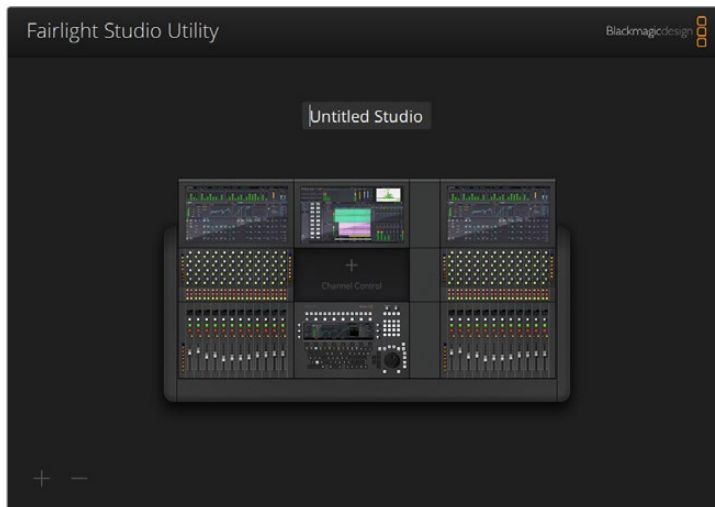 Fairlight Studio Utility
Blackmagicdesign
Untitled Studio
+
Channel Control
+ −